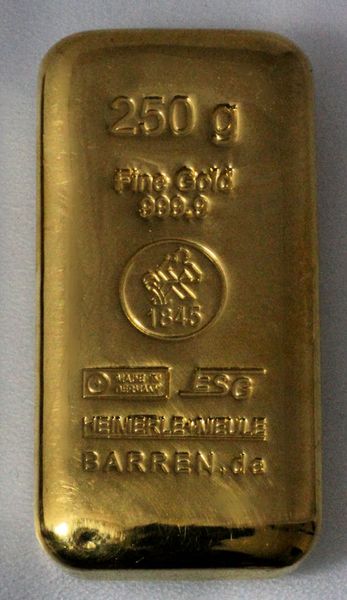 250 g
Fine Gold
999.9
1845
MADE IN GERMANY ESG
HEIMERLE+MEULE
BARREN.de